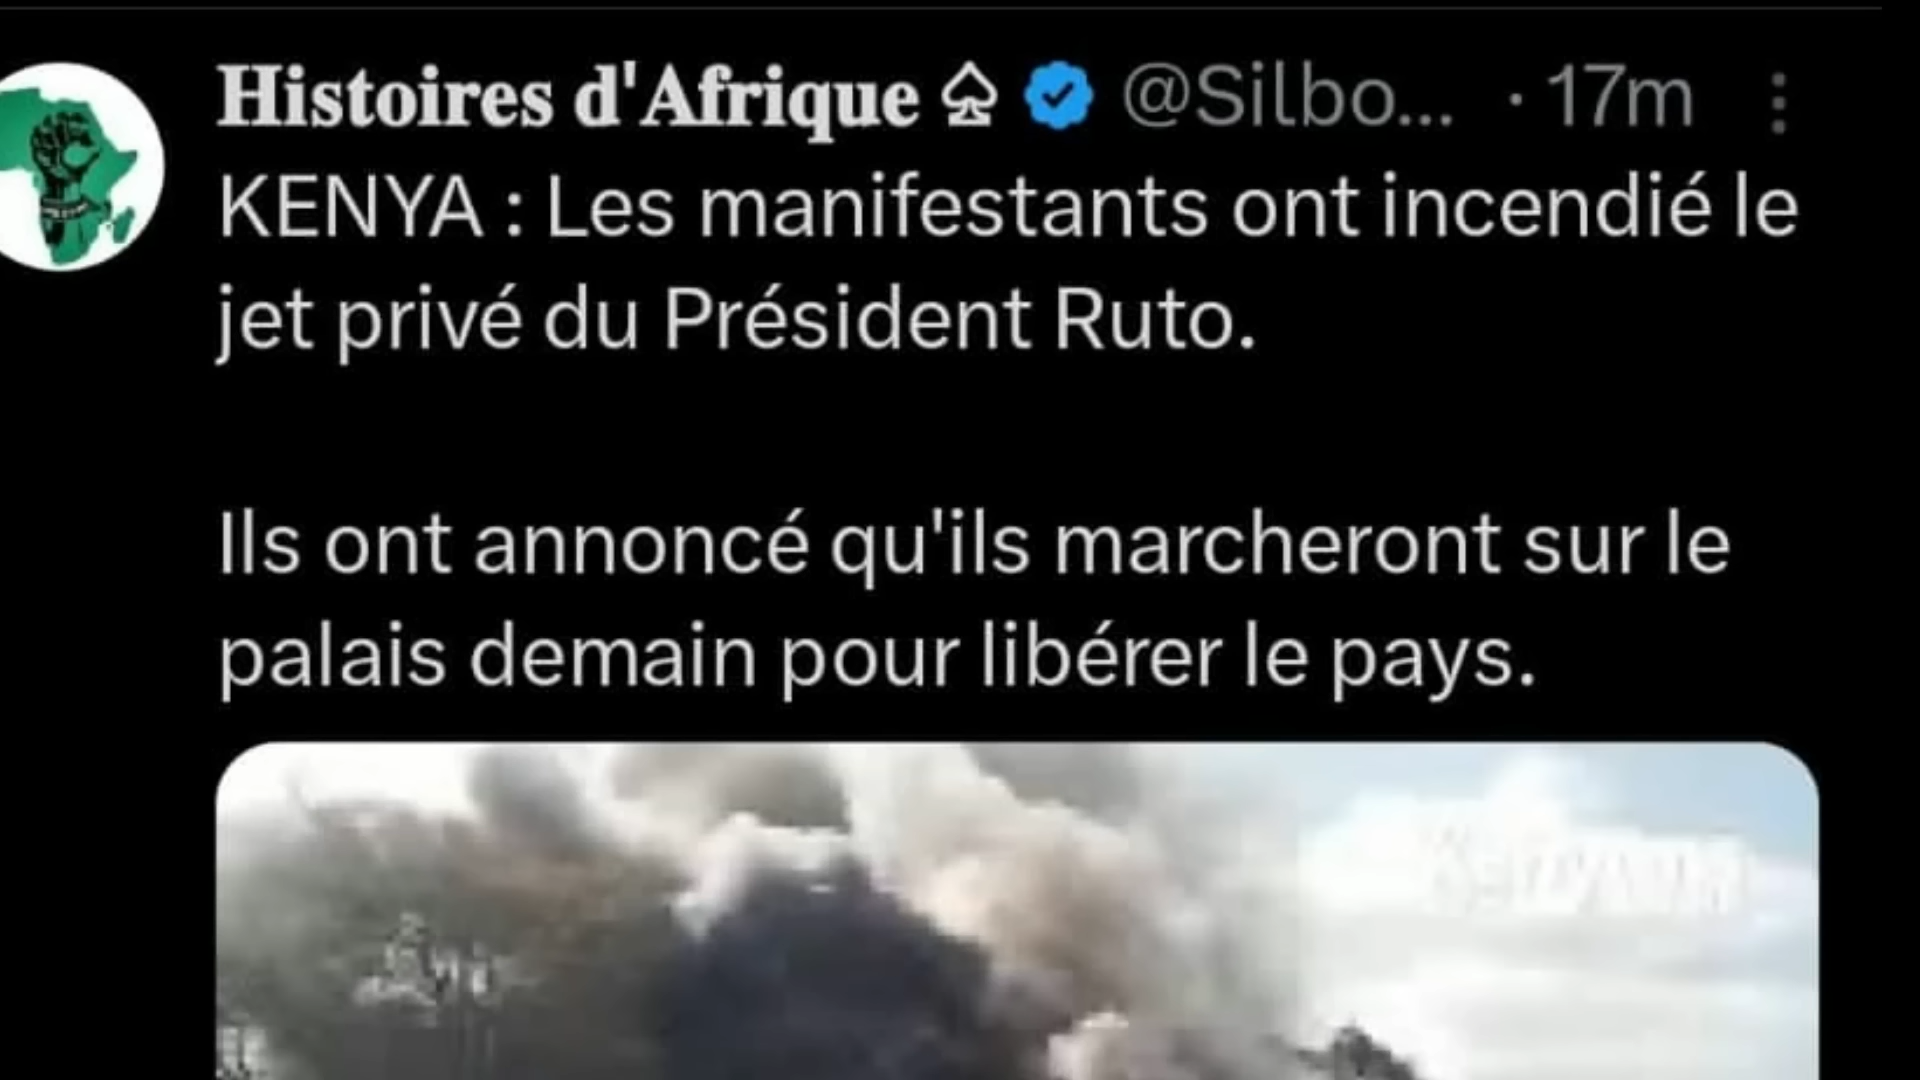 Histoires d'Afrique ♤ @Silbo... · 17m
KENYA : Les manifestants ont incendié le
jet privé du Président Ruto.
Ils ont annoncé qu'ils marcheront sur le
palais demain pour libérer le pays.